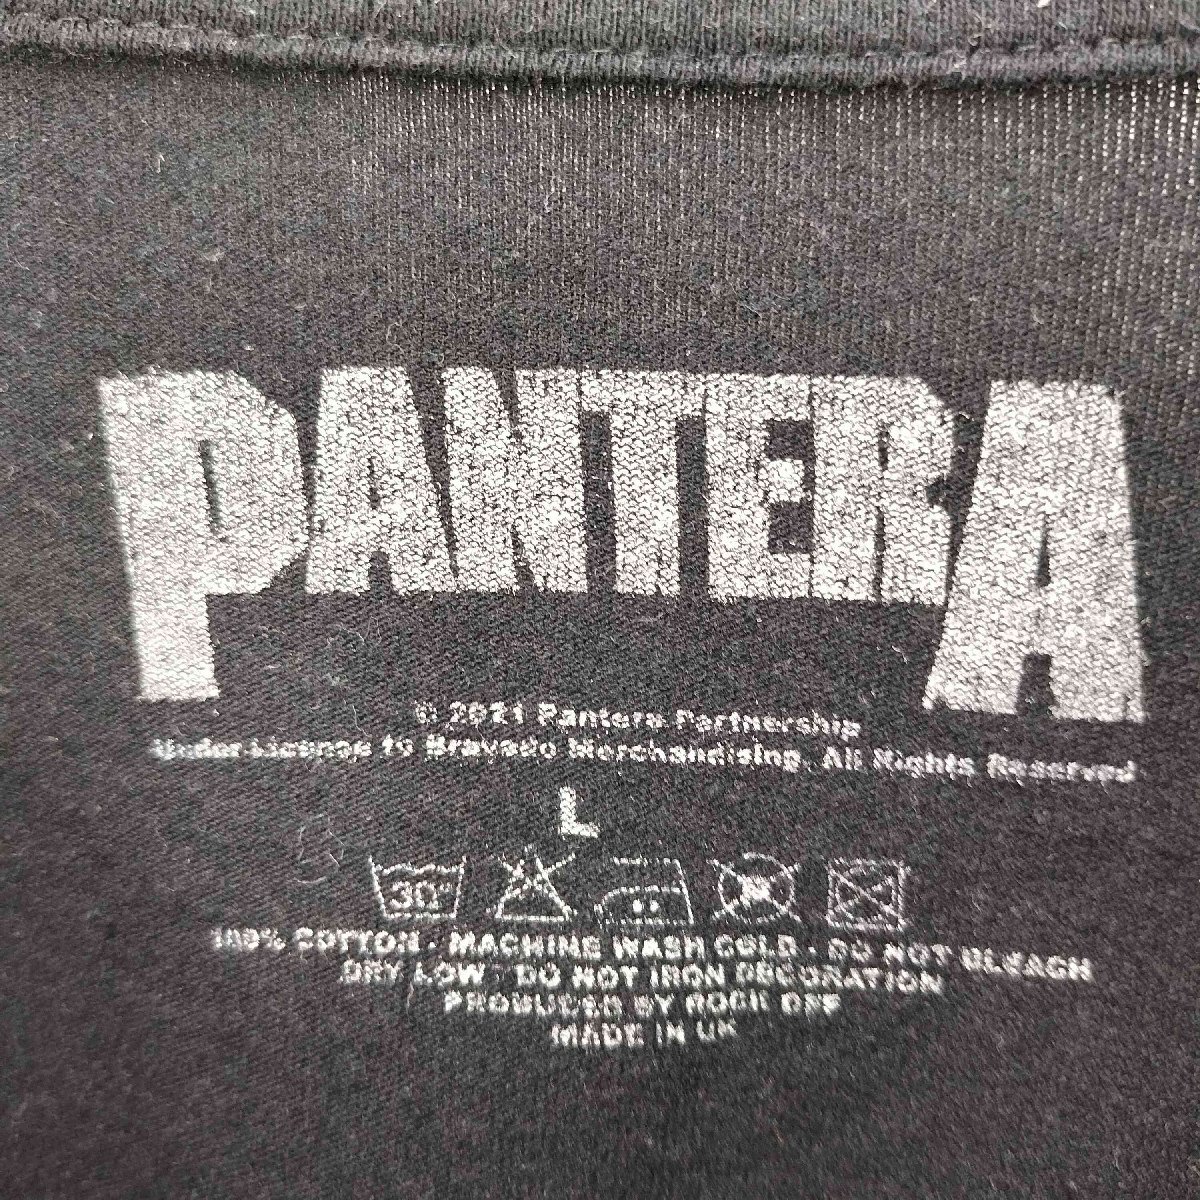 PANTERA
© 2021 Pantera Partnership
Under License to Bravado Merchandising. All Rights Reserved
L
30°
100% COTTON · MACHINE WASH COLD · DO NOT BLEACH
DRY LOW · DO NOT IRON DECORATION
PRODUCED BY ROCK OFF
MADE IN UK